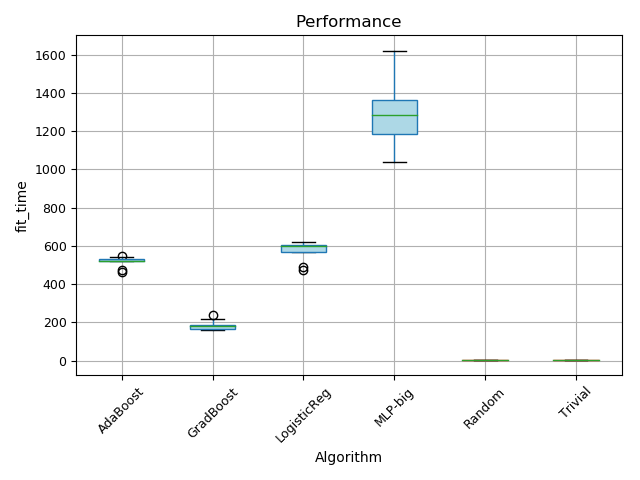 Performance
1600
1400
1200
1000
800
600
400
200
0
fit_time
AdaBoost
GradBoost
LogisticReg
MLP-big
Random
Trivial
Algorithm